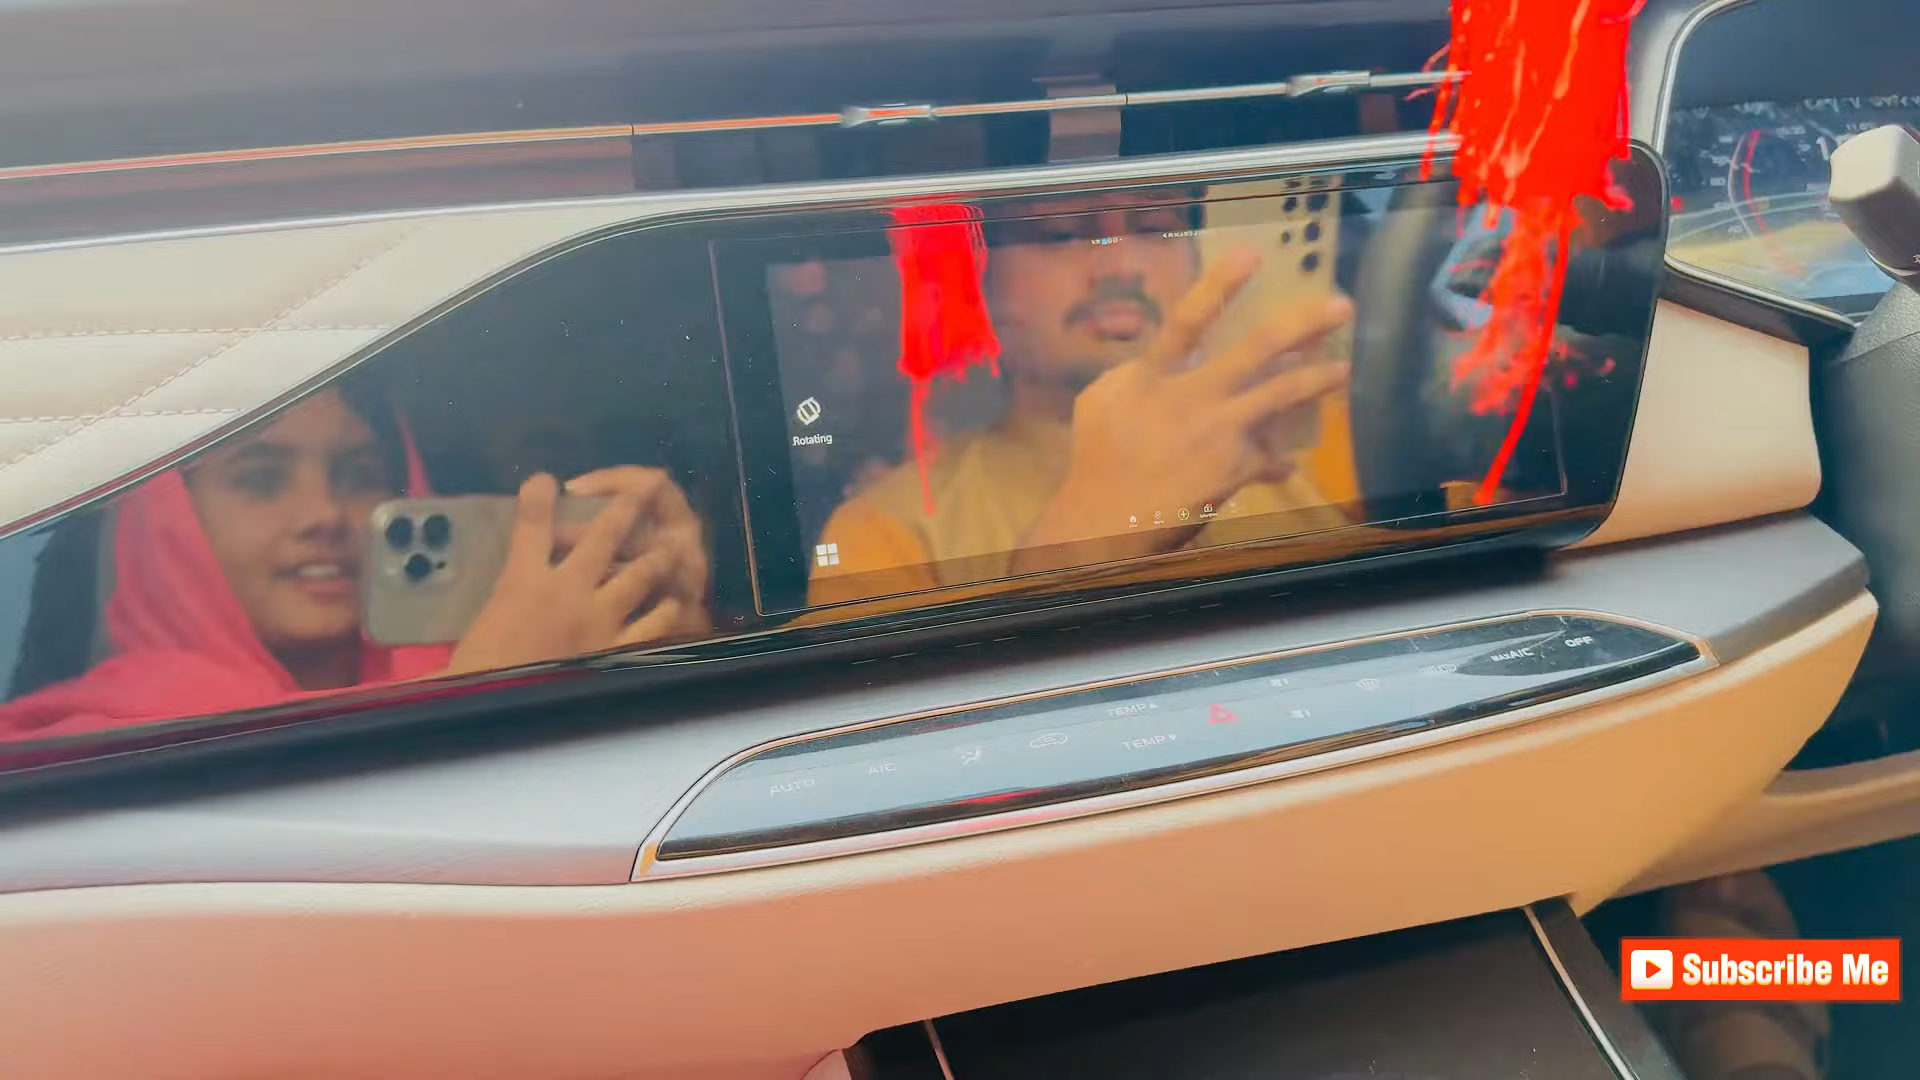 Rotating
TEMP
TEMP
AUTO
A/C
MAX A/C
OFF
Subscribe Me